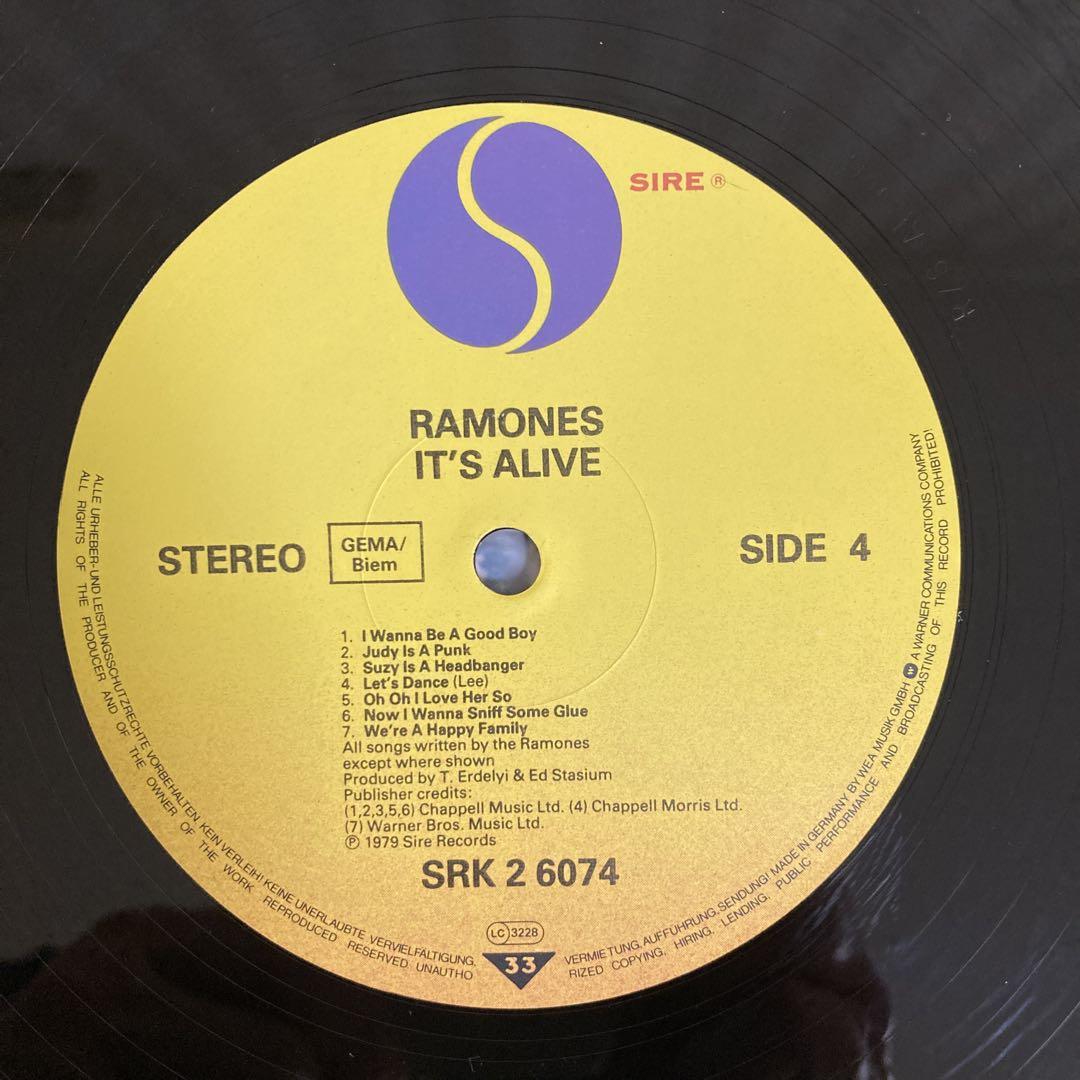 SIRE ®
RAMONES
IT'S ALIVE
STEREO
GEMA/
Biem
SIDE 4
1. I Wanna Be A Good Boy
2. Judy Is A Punk
3. Suzy Is A Headbanger
4. Let's Dance (Lee)
5. Oh Oh I Love Her So
6. Now I Wanna Sniff Some Glue
7. We're A Happy Family
All songs written by the Ramones
except where shown
Produced by T. Erdelyi & Ed Stasium
Publisher credits:
(1,2,3,5,6) Chappell Music Ltd. (4) Chappell Morris Ltd.
(7) Warner Bros. Music Ltd.
℗ 1979 Sire Records
SRK 2 6074
LC 3228
33
ALLE URHEBER- UND LEISTUNGSSCHUTZRECHTE VORBEHALTEN. KEIN VERLEIH! KEINE UNERLAUBTE VERVIELFÄLTIGUNG, VERMIETUNG, AUFFÜHRUNG, SENDUNG! MADE IN GERMANY BY WEA MUSIK GMBH A WARNER COMMUNICATIONS COMPANY
ALL RIGHTS OF THE PRODUCER AND OF THE OWNER OF THE WORK REPRODUCED RESERVED. UNAUTHORIZED COPYING, HIRING, LENDING, PUBLIC PERFORMANCE AND BROADCASTING OF THIS RECORD PROHIBITED!